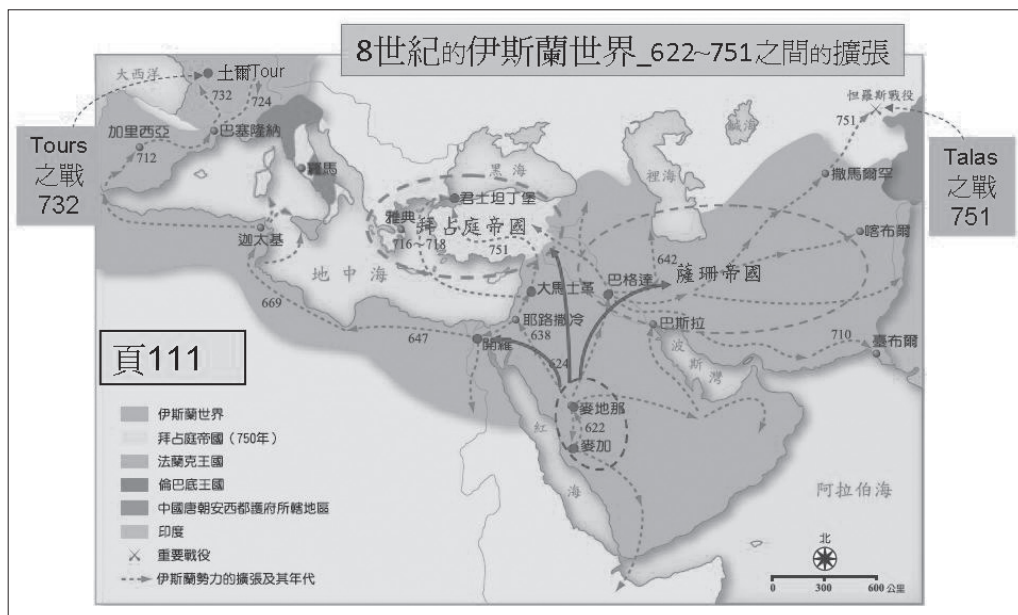 8世紀的伊斯蘭世界_622~751之間的擴張
大西洋
土爾Tour
732
724
加里西亞
712
巴塞隆納
Tours
之戰
732
羅馬
黑海
裡海
鹹海
怛羅斯戰役
751
Talas
之戰
751
撒馬爾罕
君士坦丁堡
雅典
拜占庭帝國
716～718
751
迦太基
地中海
喀布爾
642
薩珊帝國
巴格達
大馬士革
耶路撒冷
638
巴斯拉
669
647
開羅
624
710
臺布爾
波斯灣
頁111
麥地那
622
麥加
紅海
阿拉伯海
伊斯蘭世界
拜占庭帝國（750年）
法蘭克王國
倫巴底王國
中國唐朝安西都護府所轄地區
印度
重要戰役
伊斯蘭勢力的擴張及其年代
北
0 300 600 公里